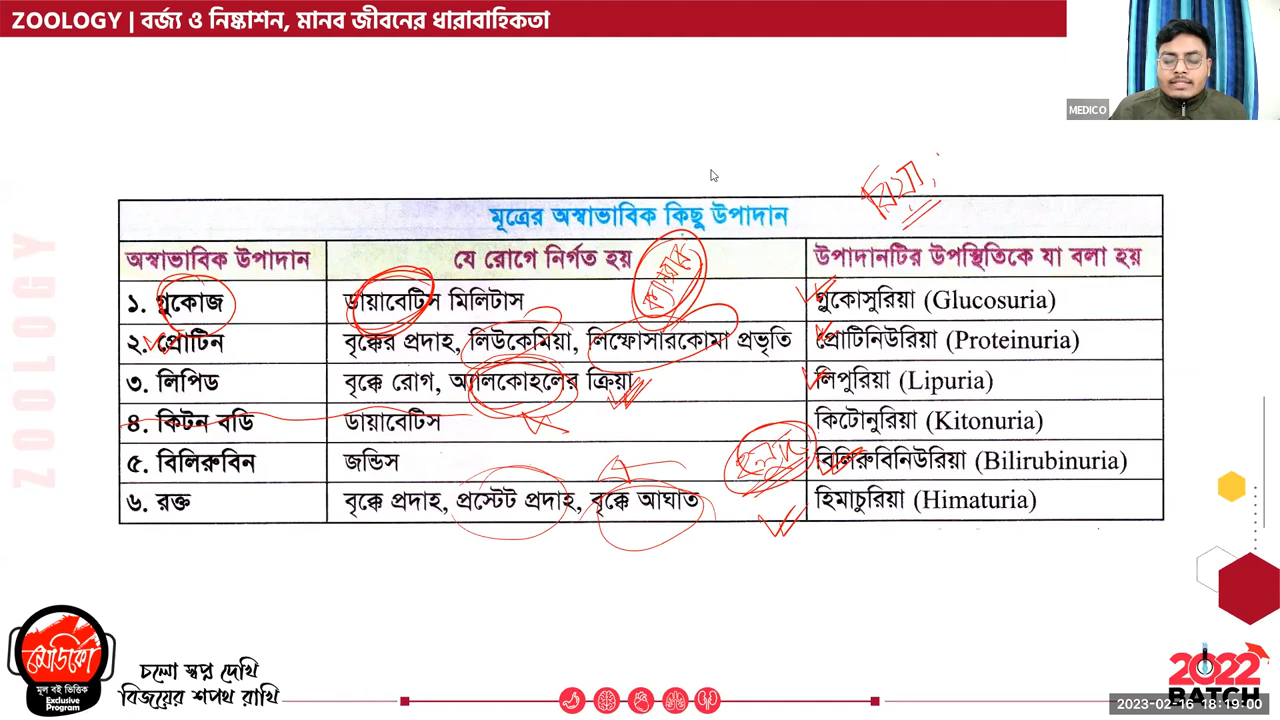 ZOOLOGY | বর্জ্য ও নিষ্কাশন, মানব জীবনের ধারাবাহিকতা
MEDICO
রিয়া,
মূত্রের অস্বাভাবিক কিছু উপাদান
অস্বাভাবিক উপাদান যে রোগে নির্গত হয় উপাদানটির উপস্থিতিকে যা বলা হয়
ক্যান্সার
১. গ্লুকোজ ডায়াবেটিস মিলিটাস গ্লুকোসুরিয়া (Glucosuria)
২. প্রোটিন বৃক্কের প্রদাহ, লিউকেমিয়া, লিম্ফোসারকোমা প্রভৃতি প্রোটিনিউরিয়া (Proteinuria)
৩. লিপিড বৃক্কে রোগ, অ্যালকোহলের ক্রিয়া লিপুরিয়া (Lipuria)
৪. কিটন বডি ডায়াবেটিস কিটোনুরিয়া (Kitonuria)
হলুদ
৫. বিলিরুবিন জন্ডিস বিলিরুবিনিউরিয়া (Bilirubinuria)
৬. রক্ত বৃক্কে প্রদাহ, প্রস্টেট প্রদাহ, বৃক্কে আঘাত হিমাচুরিয়া (Himaturia)
ZOOLOGY
মেডিকো
মূল বই ভিত্তিক
Exclusive
Program
চলো স্বপ্ন দেখি
বিজয়ের শপথ রাখি
2022
BATCH
2023-02-16 18:19:00